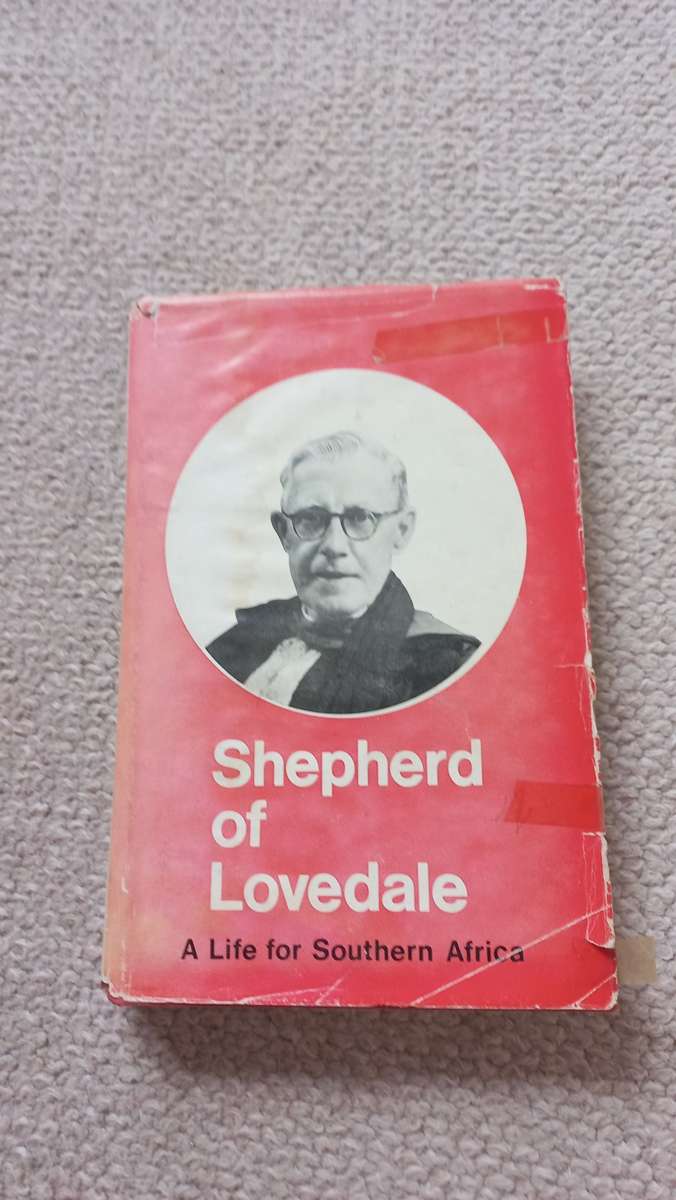 Shepherd
of
Lovedale
A Life for Southern Africa